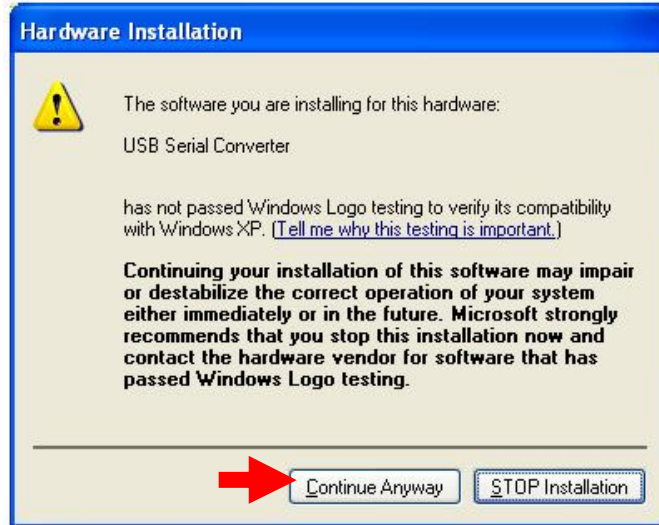 Hardware Installation
The software you are installing for this hardware:
USB Serial Converter
has not passed Windows Logo testing to verify its compatibility
with Windows XP. (Tell me why this testing is important.)
Continuing your installation of this software may impair
or destabilize the correct operation of your system
either immediately or in the future. Microsoft strongly
recommends that you stop this installation now and
contact the hardware vendor for software that has
passed Windows Logo testing.
Continue Anyway
STOP Installation